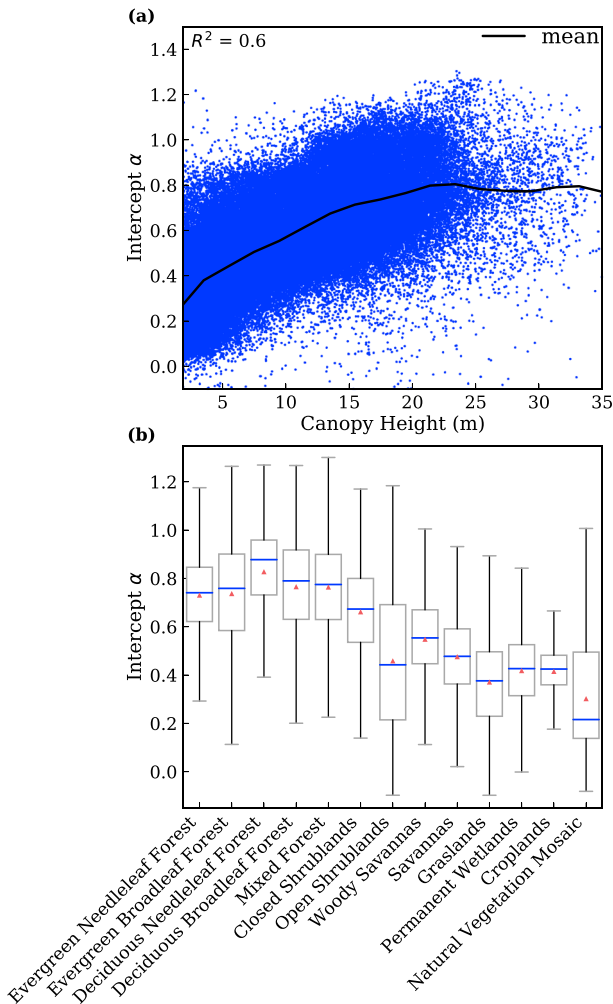 (a)
R² = 0.6
mean
1.4
1.2
1.0
0.8
0.6
0.4
0.2
0.0
Intercept α
5 10 15 20 25 30 35
Canopy Height (m)
(b)
1.2
1.0
0.8
0.6
0.4
0.2
0.0
Intercept α
Evergreen Needleleaf Forest
Evergreen Broadleaf Forest
Deciduous Needleleaf Forest
Deciduous Broadleaf Forest
Mixed Forest
Closed Shrublands
Open Shrublands
Woody Savannas
Savannas
Graslands
Permanent Wetlands
Croplands
Natural Vegetation Mosaic